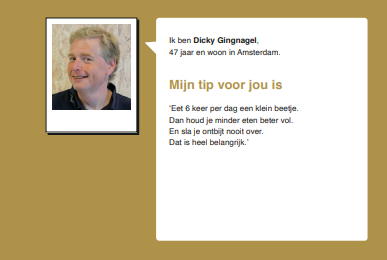 Ik ben Dicky Gingnagel,
47 jaar en woon in Amsterdam.
Mijn tip voor jou is
'Eet 6 keer per dag een klein beetje.
Dan houd je minder eten beter vol.
En sla je ontbijt nooit over.
Dat is heel belangrijk.'